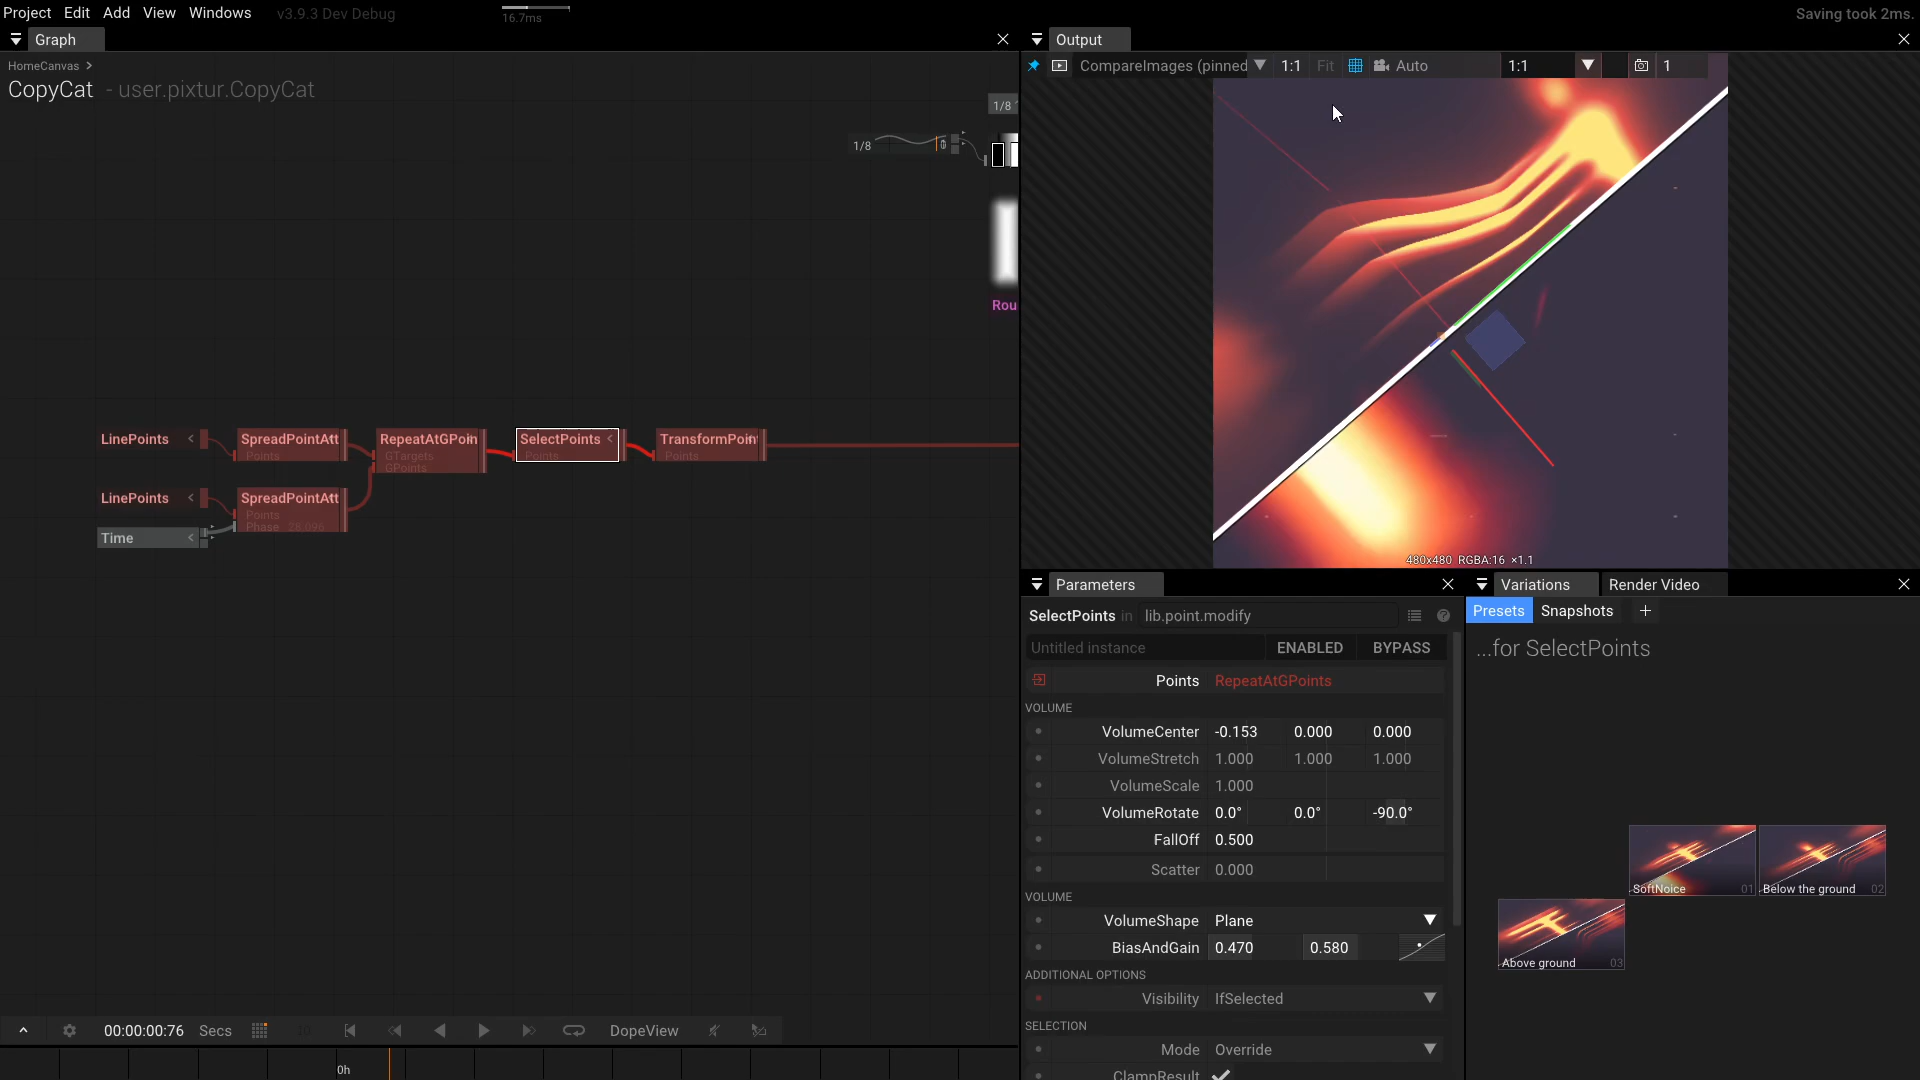 Project Edit Add View Windows v3.9.3 Dev Debug 16.7ms Saving took 2ms.
Graph
HomeCanvas >
CopyCat - user.pixtur.CopyCat
1/8
1/8
Rou
LinePoints <
SpreadPointAtt
Points
RepeatAtGPoin
GTargets
GPoints
SelectPoints <
Points
TransformPoin
Points
LinePoints <
SpreadPointAtt
Points
Phase 28.096
Time <
00:00:00:76 Secs DopeView
0h
Output
CompareImages (pinned 1:1 Fit Auto 1:1 1
480x480 RGBA:16 ×1.1
Parameters
SelectPoints in lib.point.modify
Untitled instance ENABLED BYPASS
Points RepeatAtGPoints
VOLUME
VolumeCenter -0.153 0.000 0.000
VolumeStretch 1.000 1.000 1.000
VolumeScale 1.000
VolumeRotate 0.0° 0.0° -90.0°
FallOff 0.500
Scatter 0.000
VOLUME
VolumeShape Plane
BiasAndGain 0.470 0.580
ADDITIONAL OPTIONS
Visibility IfSelected
SELECTION
Mode Override
ClampResult
Variations Render Video
Presets Snapshots +
...for SelectPoints
SoftNoice 01
Below the ground 02
Above ground 03